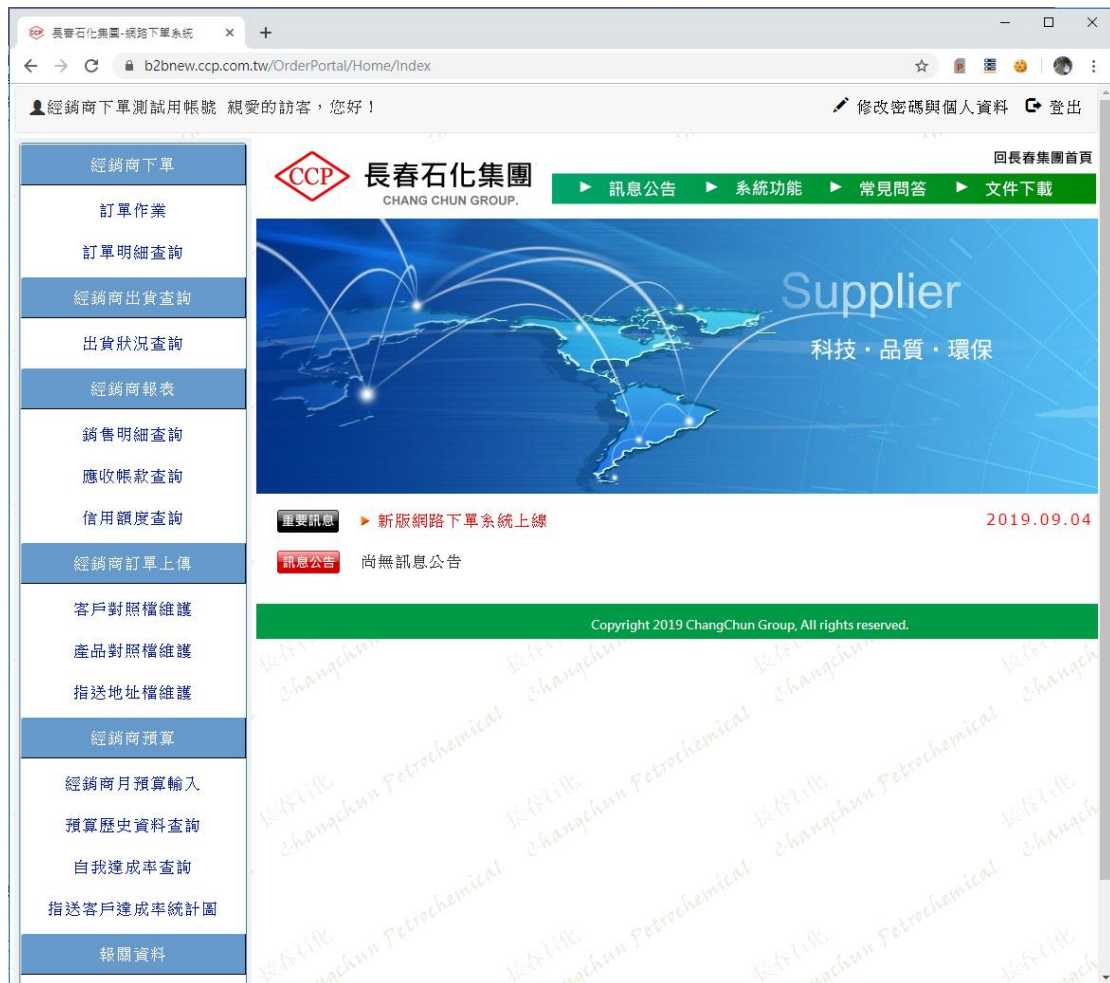 長春石化集團-網路下單系統
b2bnew.ccp.com.tw/OrderPortal/Home/Index
經銷商下單測試用帳號 親愛的訪客，您好！
修改密碼與個人資料 登出
經銷商下單
訂單作業
訂單明細查詢
經銷商出貨查詢
出貨狀況查詢
經銷商報表
銷售明細查詢
應收帳款查詢
信用額度查詢
經銷商訂單上傳
客戶對照檔維護
產品對照檔維護
指送地址檔維護
經銷商預算
經銷商月預算輸入
預算歷史資料查詢
自我達成率查詢
指送客戶達成率統計圖
報關資料
回長春集團首頁
CCP 長春石化集團
CHANG CHUN GROUP.
訊息公告 系統功能 常見問答 文件下載
Supplier
科技・品質・環保
重要訊息 新版網路下單系統上線 2019.09.04
訊息公告 尚無訊息公告
Copyright 2019 ChangChun Group, All rights reserved.
長春石化
Changchun Petrochemical